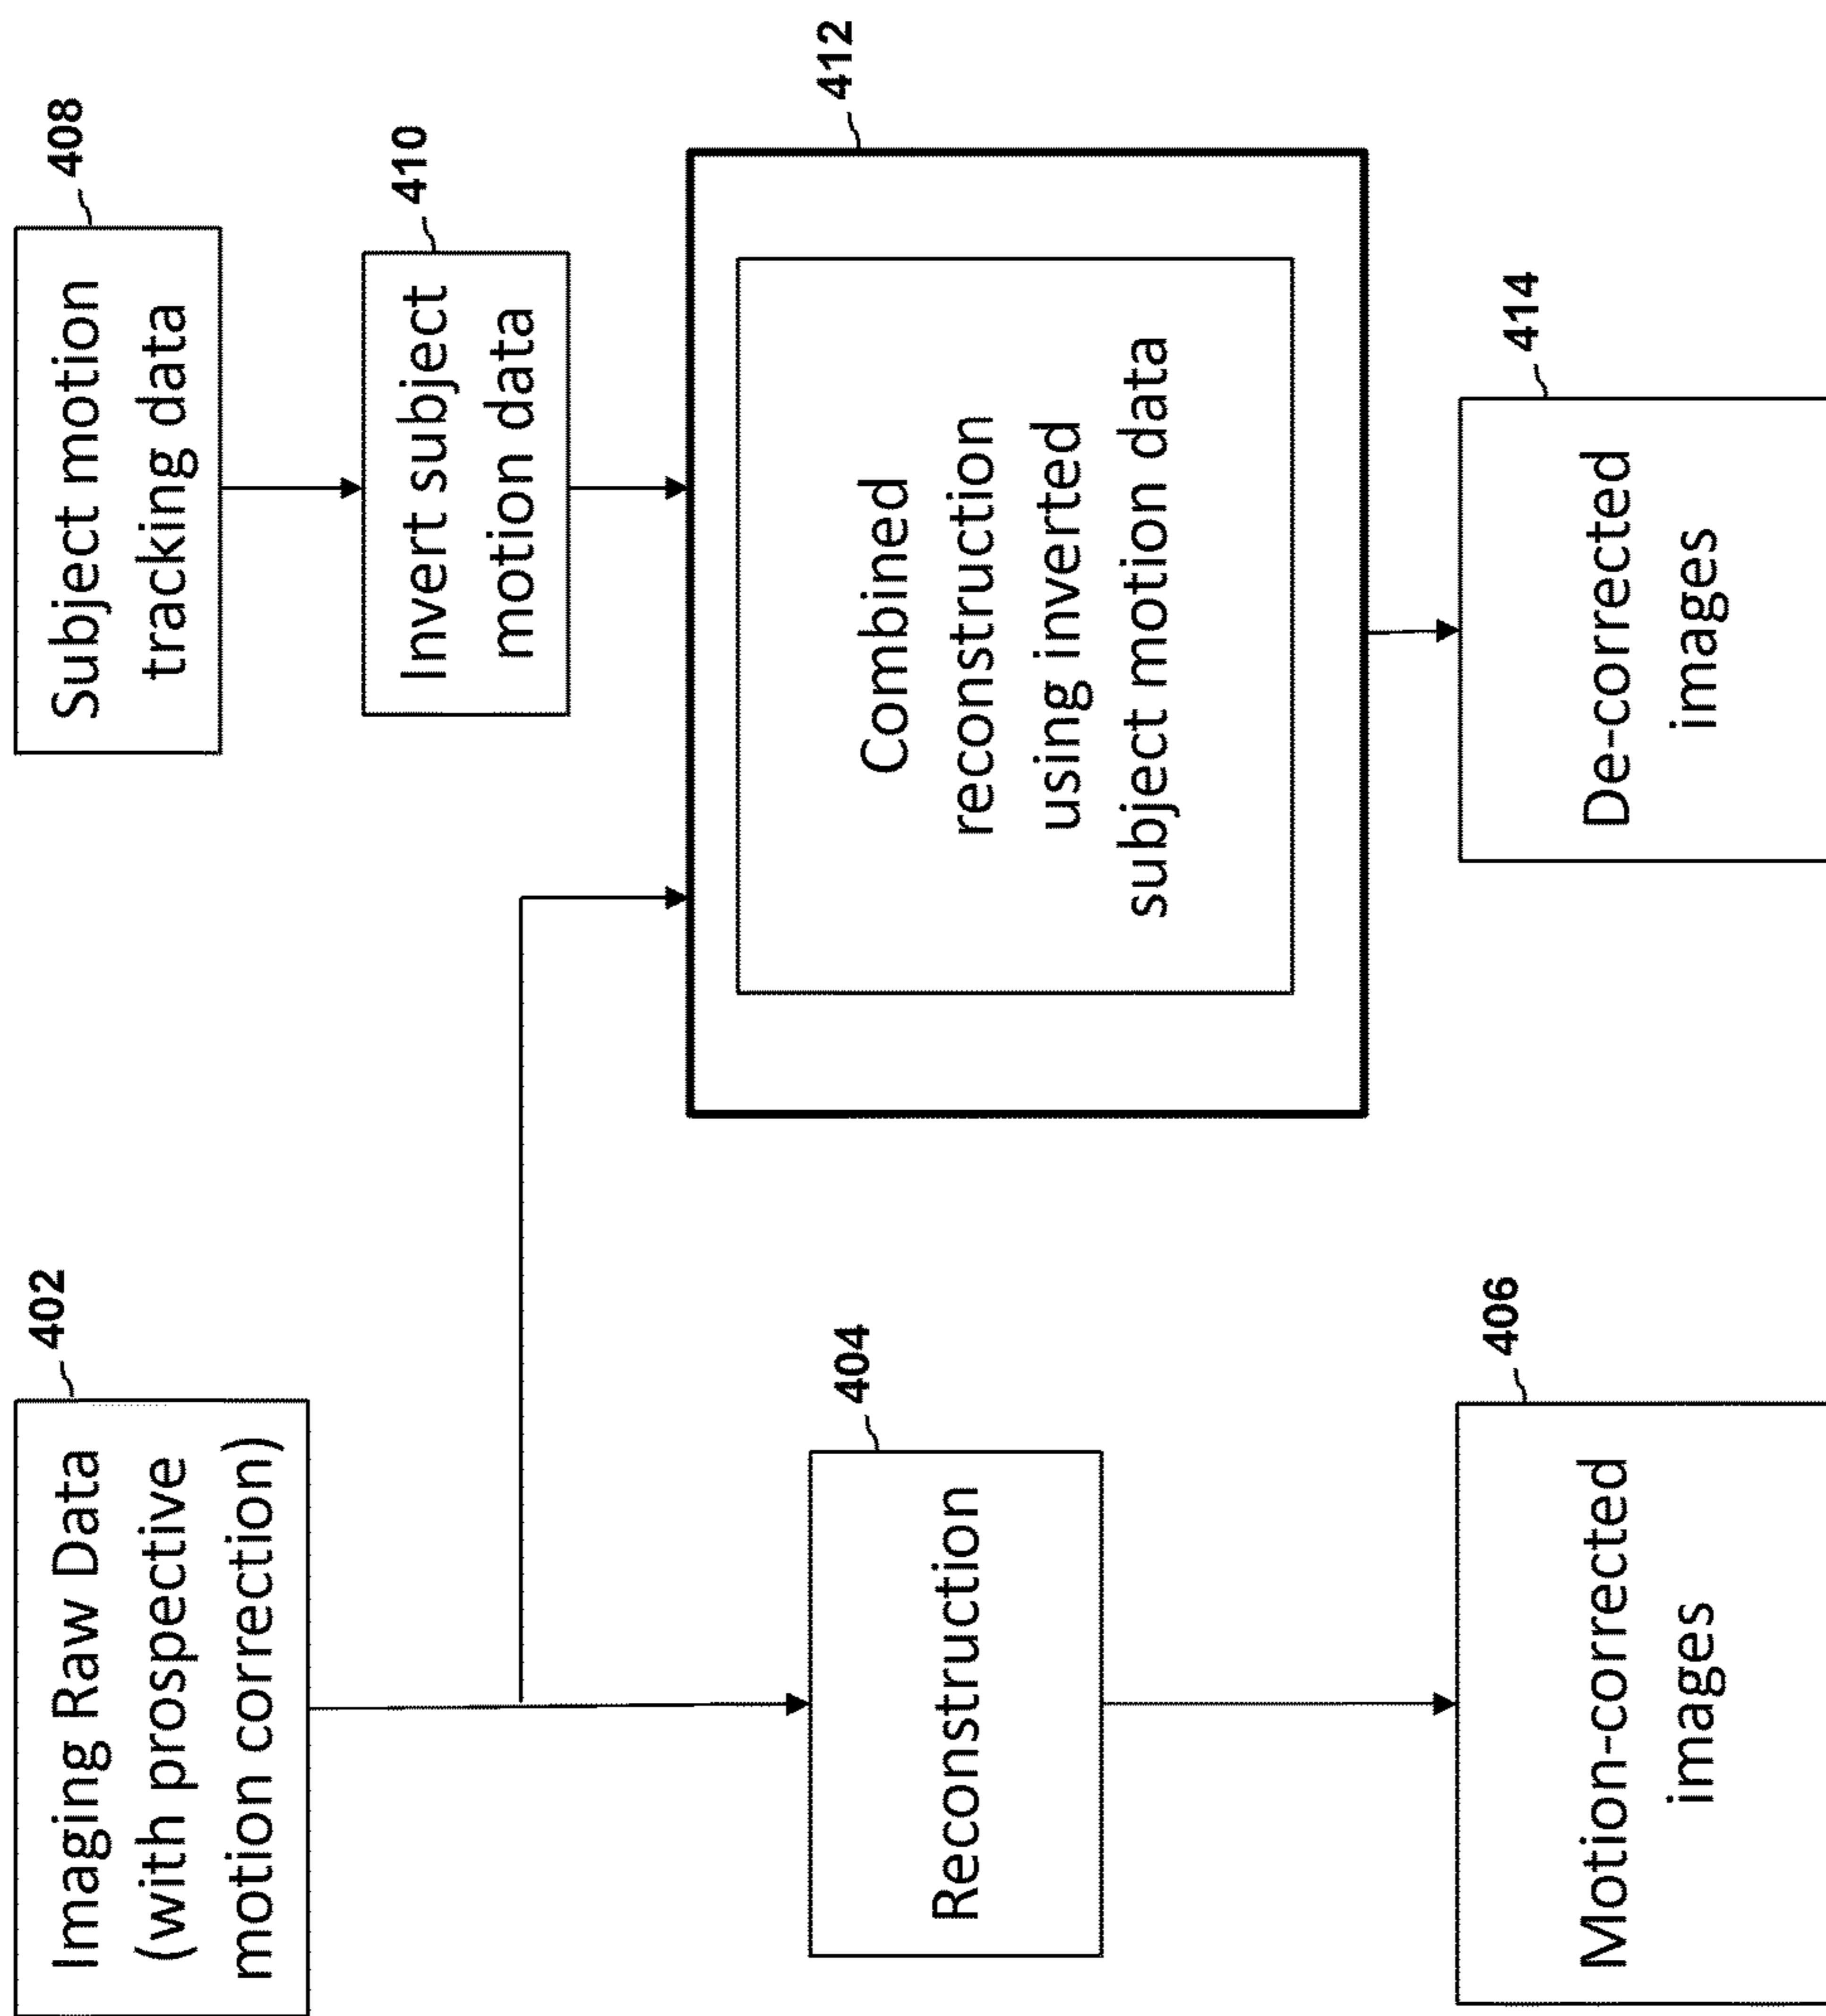 Imaging Raw Data
(with prospective
motion correction)
402
Reconstruction
404
Motion-corrected
images
406
Subject motion
tracking data
408
Invert subject
motion data
410
Combined
reconstruction
using inverted
subject motion data
412
De-corrected
images
414